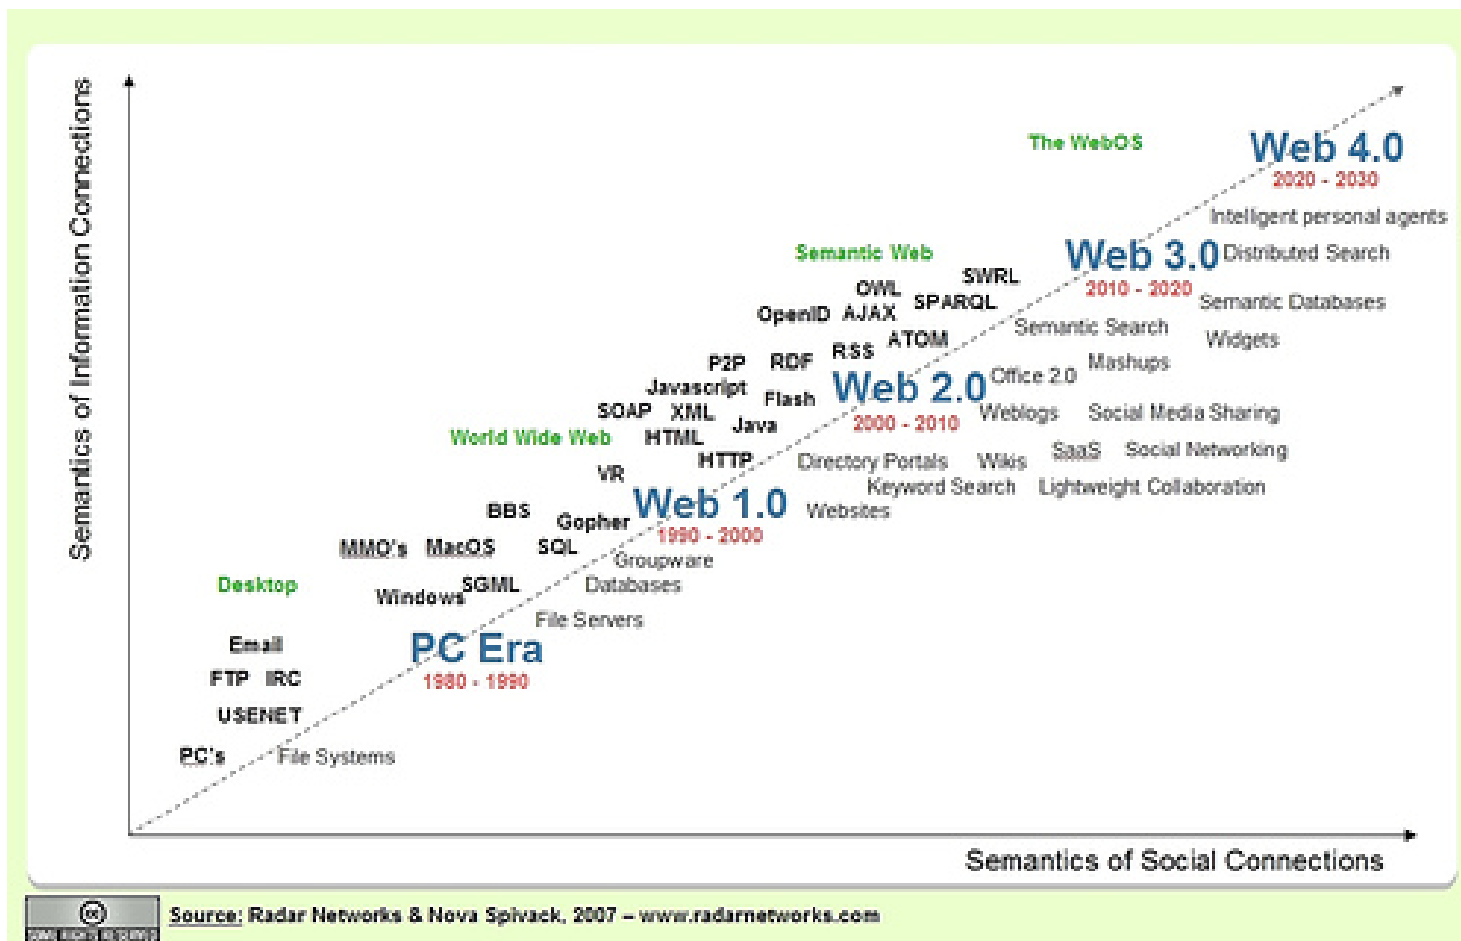 Semantics of Information Connections
The WebOS
Web 4.0
2020 - 2030
Intelligent personal agents
Semantic Web
Web 3.0
Distributed Search
SWRL
2010 - 2020
OWL
SPARQL
Semantic Databases
OpenID
AJAX
Semantic Search
Widgets
ATOM
RSS
P2P
RDF
Mashups
Office 2.0
Javascript
Web 2.0
Flash
SOAP
XML
Weblogs
Social Media Sharing
Java
2000 - 2010
World Wide Web
HTML
SaaS
Social Networking
HTTP
Directory Portals
Wikis
VR
Keyword Search
Lightweight Collaboration
Web 1.0
BBS
Websites
Gopher
1990 - 2000
MMO's
MacOS
SQL
Groupware
Desktop
SGML
Databases
Windows
File Servers
Email
PC Era
FTP
IRC
1980 - 1990
USENET
PC's
File Systems
Semantics of Social Connections
cc
SOME RIGHTS RESERVED
Source: Radar Networks & Nova Spivack, 2007 – www.radarnetworks.com